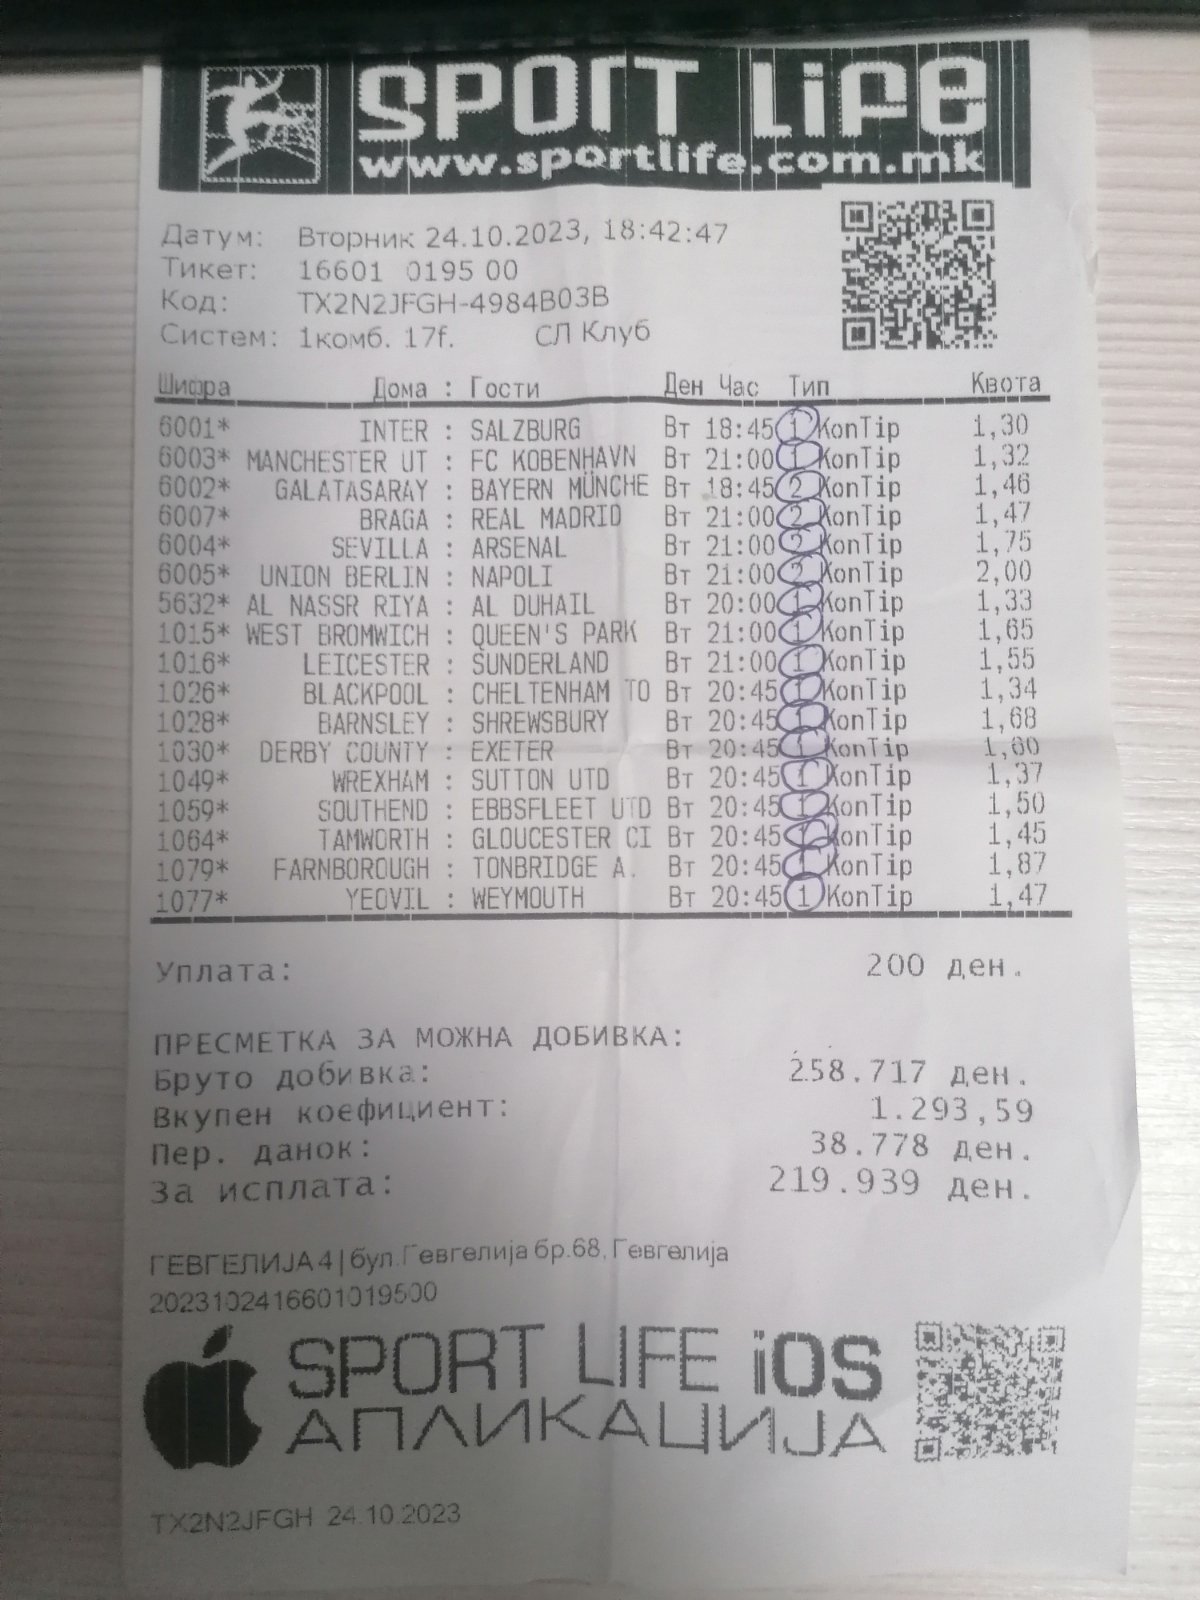 SPORT LIFE
www.sportlife.com.mk
Датум: Вторник 24.10.2023, 18:42:47
Тикет: 16601 0195 00
Код: TX2N2JFGH-4984B03B
Систем: 1комб. 17f. СЛ Клуб
Шифра Дома : Гости Ден Час Тип Квота
6001* INTER : SALZBURG Вт 18:45 1 KonTip 1,30
6003* MANCHESTER UT : FC KOBENHAVN Вт 21:00 1 KonTip 1,32
6002* GALATASARAY : BAYERN MÜNCHE Вт 18:45 2 KonTip 1,46
6007* BRAGA : REAL MADRID Вт 21:00 2 KonTip 1,47
6004* SEVILLA : ARSENAL Вт 21:00 2 KonTip 1,75
6005* UNION BERLIN : NAPOLI Вт 21:00 2 KonTip 2,00
5632* AL NASSR RIYA : AL DUHAIL Вт 20:00 1 KonTip 1,33
1015* WEST BROMWICH : QUEEN'S PARK Вт 21:00 1 KonTip 1,65
1016* LEICESTER : SUNDERLAND Вт 21:00 1 KonTip 1,55
1026* BLACKPOOL : CHELTENHAM TO Вт 20:45 1 KonTip 1,34
1028* BARNSLEY : SHREWSBURY Вт 20:45 1 KonTip 1,68
1030* DERBY COUNTY : EXETER Вт 20:45 1 KonTip 1,60
1049* WREXHAM : SUTTON UTD Вт 20:45 1 KonTip 1,37
1059* SOUTHEND : EBBSFLEET UTD Вт 20:45 1 KonTip 1,50
1064* TAMWORTH : GLOUCESTER CI Вт 20:45 1 KonTip 1,45
1079* FARNBOROUGH : TONBRIDGE A. Вт 20:45 1 KonTip 1,87
1077* YEOVIL : WEYMOUTH Вт 20:45 1 KonTip 1,47
Уплата: 200 ден.
ПРЕСМЕТКА ЗА МОЖНА ДОБИВКА:
Бруто добивка: 258.717 ден.
Вкупен коефициент: 1.293,59
Пер. данок: 38.778 ден.
За исплата: 219.939 ден.
ГЕВГЕЛИЈА 4 | бул.Гевгелија бр.68, Гевгелија
2023102416601019500
SPORT LIFE iOS
АПЛИКАЦИЈА
TX2N2JFGH 24.10.2023